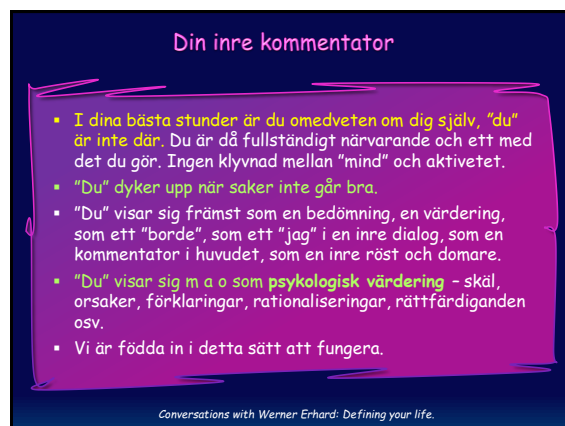 Din inre kommentator
▪ I dina bästa stunder är du omedveten om dig själv, ”du”
är inte där. Du är då fullständigt närvarande och ett med
det du gör. Ingen klyvnad mellan ”mind” och aktivetet.
▪ ”Du” dyker upp när saker inte går bra.
▪ ”Du” visar sig främst som en bedömning, en värdering,
som ett ”borde”, som ett ”jag” i en inre dialog, som en
kommentator i huvudet, som en inre röst och domare.
▪ ”Du” visar sig m a o som psykologisk värdering – skäl,
orsaker, förklaringar, rationaliseringar, rättfärdiganden
osv.
▪ Vi är födda in i detta sätt att fungera.
Conversations with Werner Erhard: Defining your life.